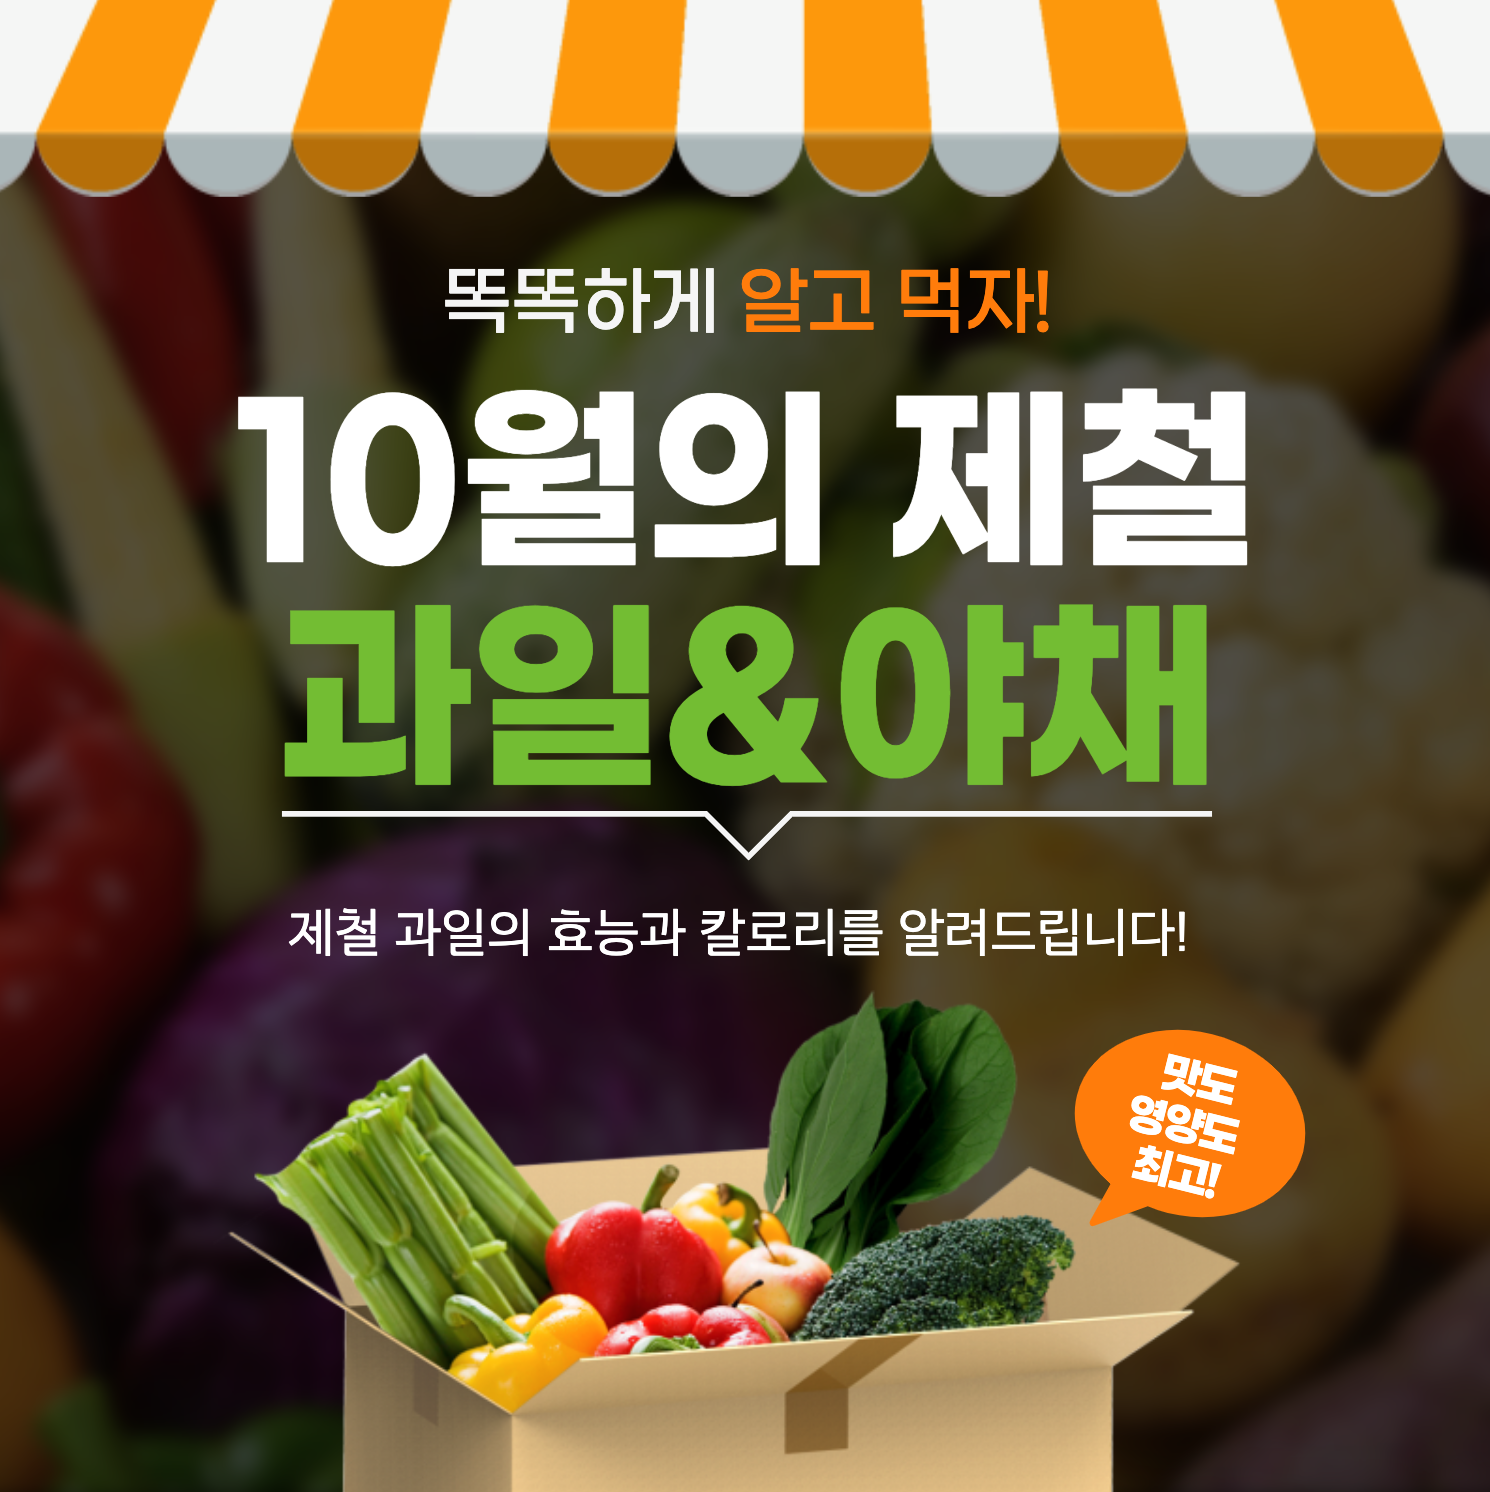 똑똑하게 알고 먹자!
10월의 제철
과일&야채
제철 과일의 효능과 칼로리를 알려드립니다!
맛도
영양도
최고!